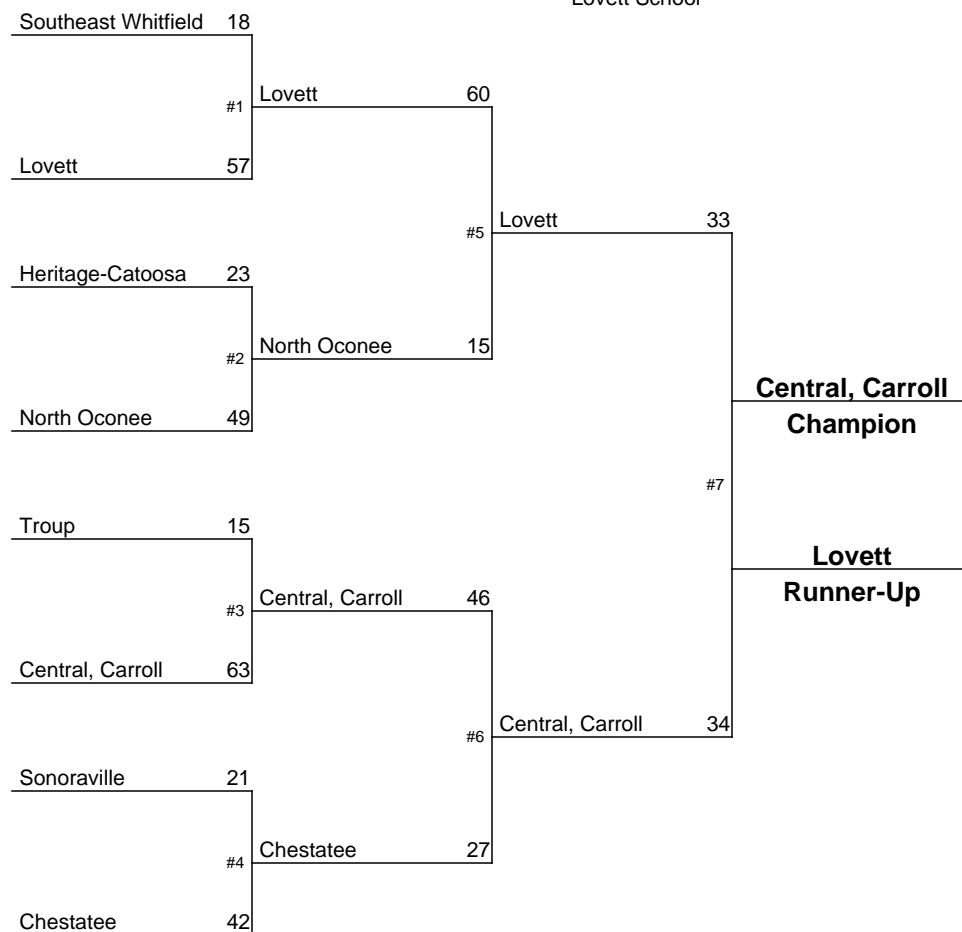 Lovett School
Southeast Whitfield 18
#1 Lovett 60
Lovett 57
#5 Lovett 33
Heritage-Catoosa 23
#2 North Oconee 15
North Oconee 49
Central, Carroll
Champion
#7
Troup 15
Lovett
Runner-Up
#3 Central, Carroll 46
Central, Carroll 63
#6 Central, Carroll 34
Sonoraville 21
#4 Chestatee 27
Chestatee 42